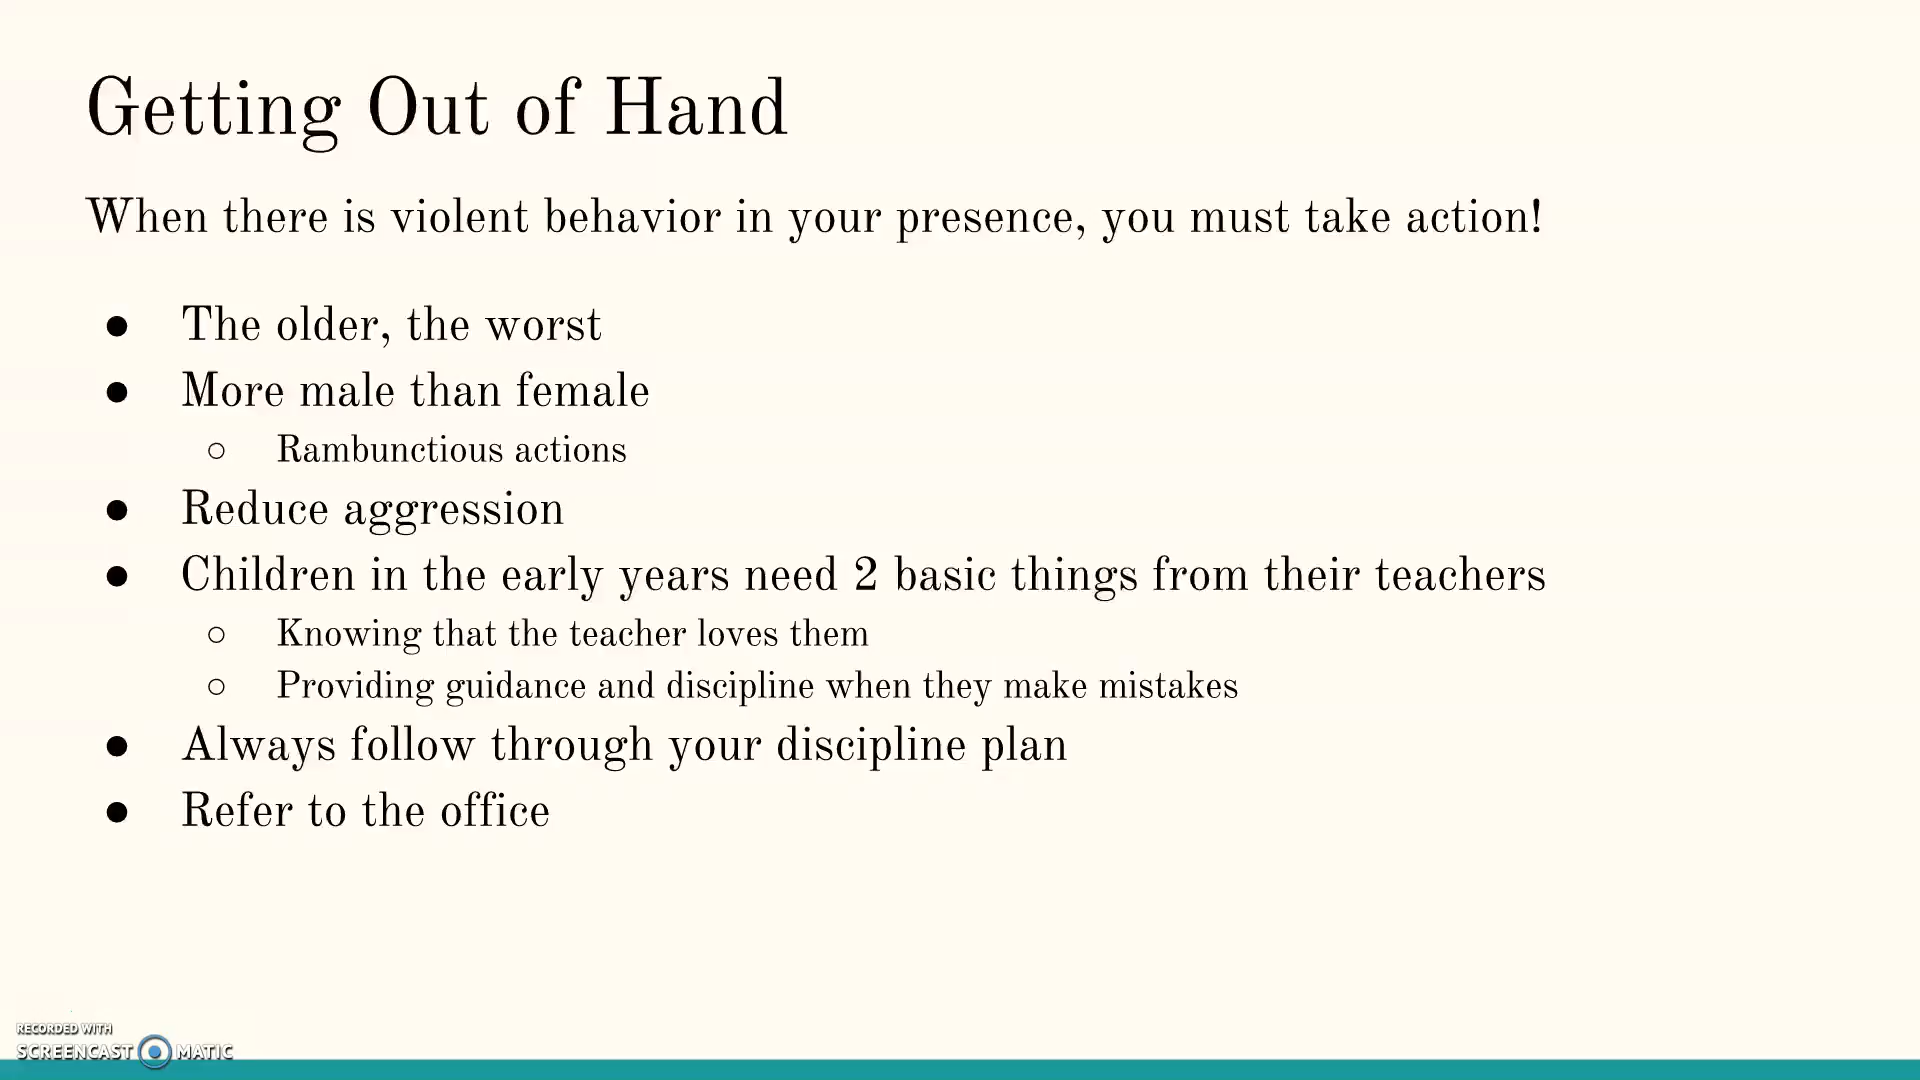 Getting Out of Hand
When there is violent behavior in your presence, you must take action!
● The older, the worst
● More male than female
○ Rambunctious actions
● Reduce aggression
● Children in the early years need 2 basic things from their teachers
○ Knowing that the teacher loves them
○ Providing guidance and discipline when they make mistakes
● Always follow through your discipline plan
● Refer to the office
RECORDED WITH
SCREENCAST MATIC